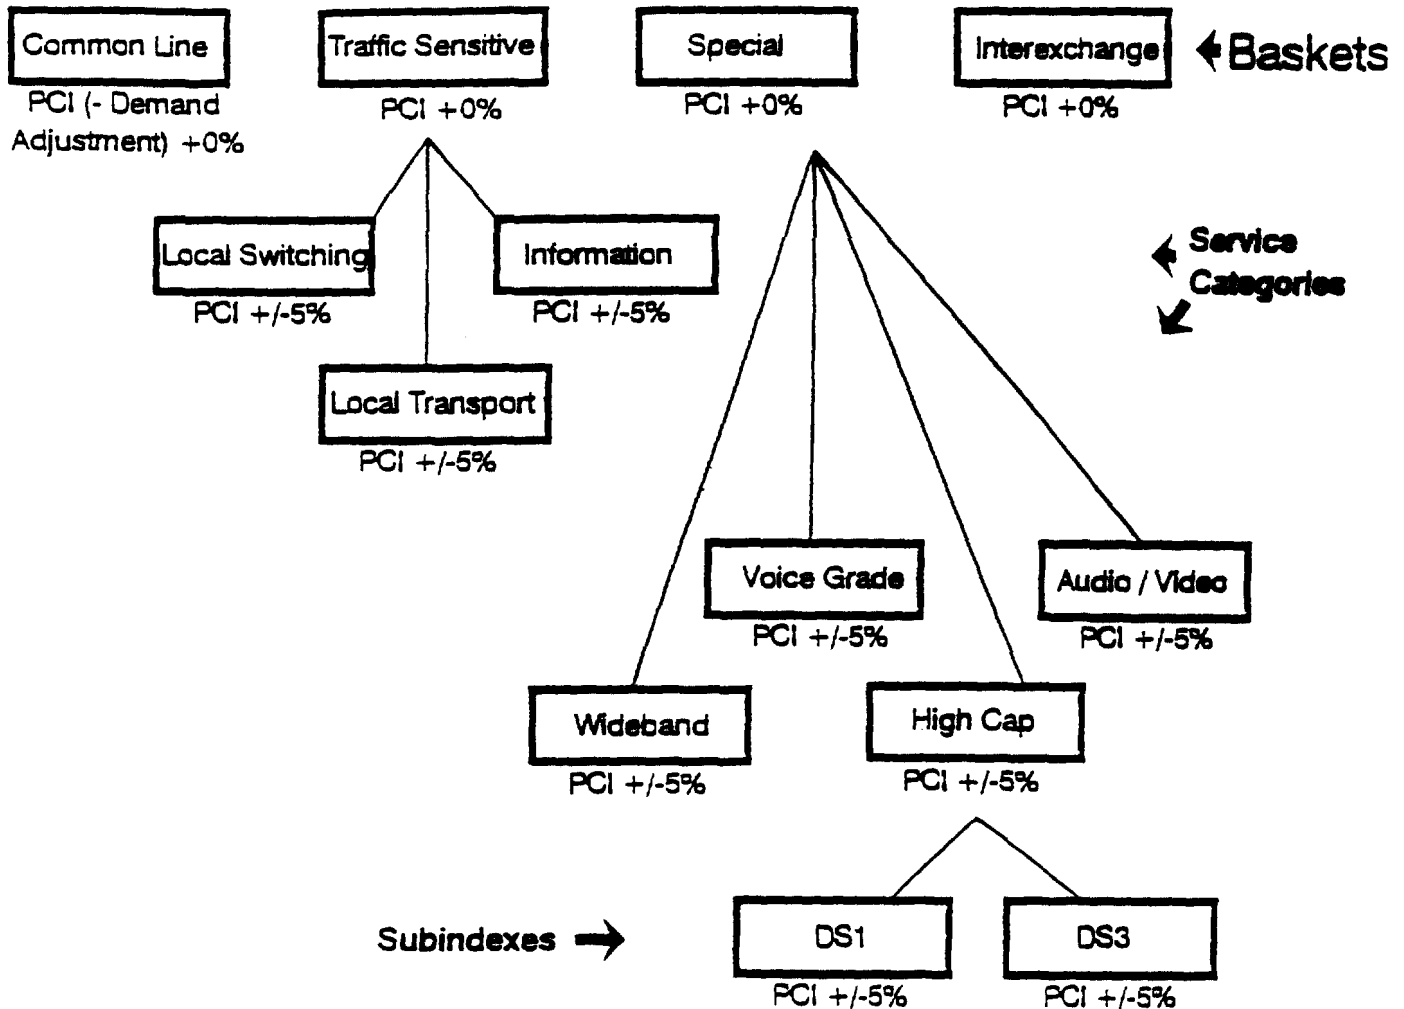 Common Line
Traffic Sensitive
Special
Interexchange
Baskets
PCI (- Demand
Adjustment) +0%
PCI +0%
PCI +0%
PCI +0%
Local Switching
PCI +/-5%
Information
PCI +/-5%
Service
Categories
Local Transport
PCI +/-5%
Voice Grade
PCI +/-5%
Audio / Video
PCI +/-5%
Wideband
PCI +/-5%
High Cap
PCI +/-5%
Subindexes
DS1
PCI +/-5%
DS3
PCI +/-5%